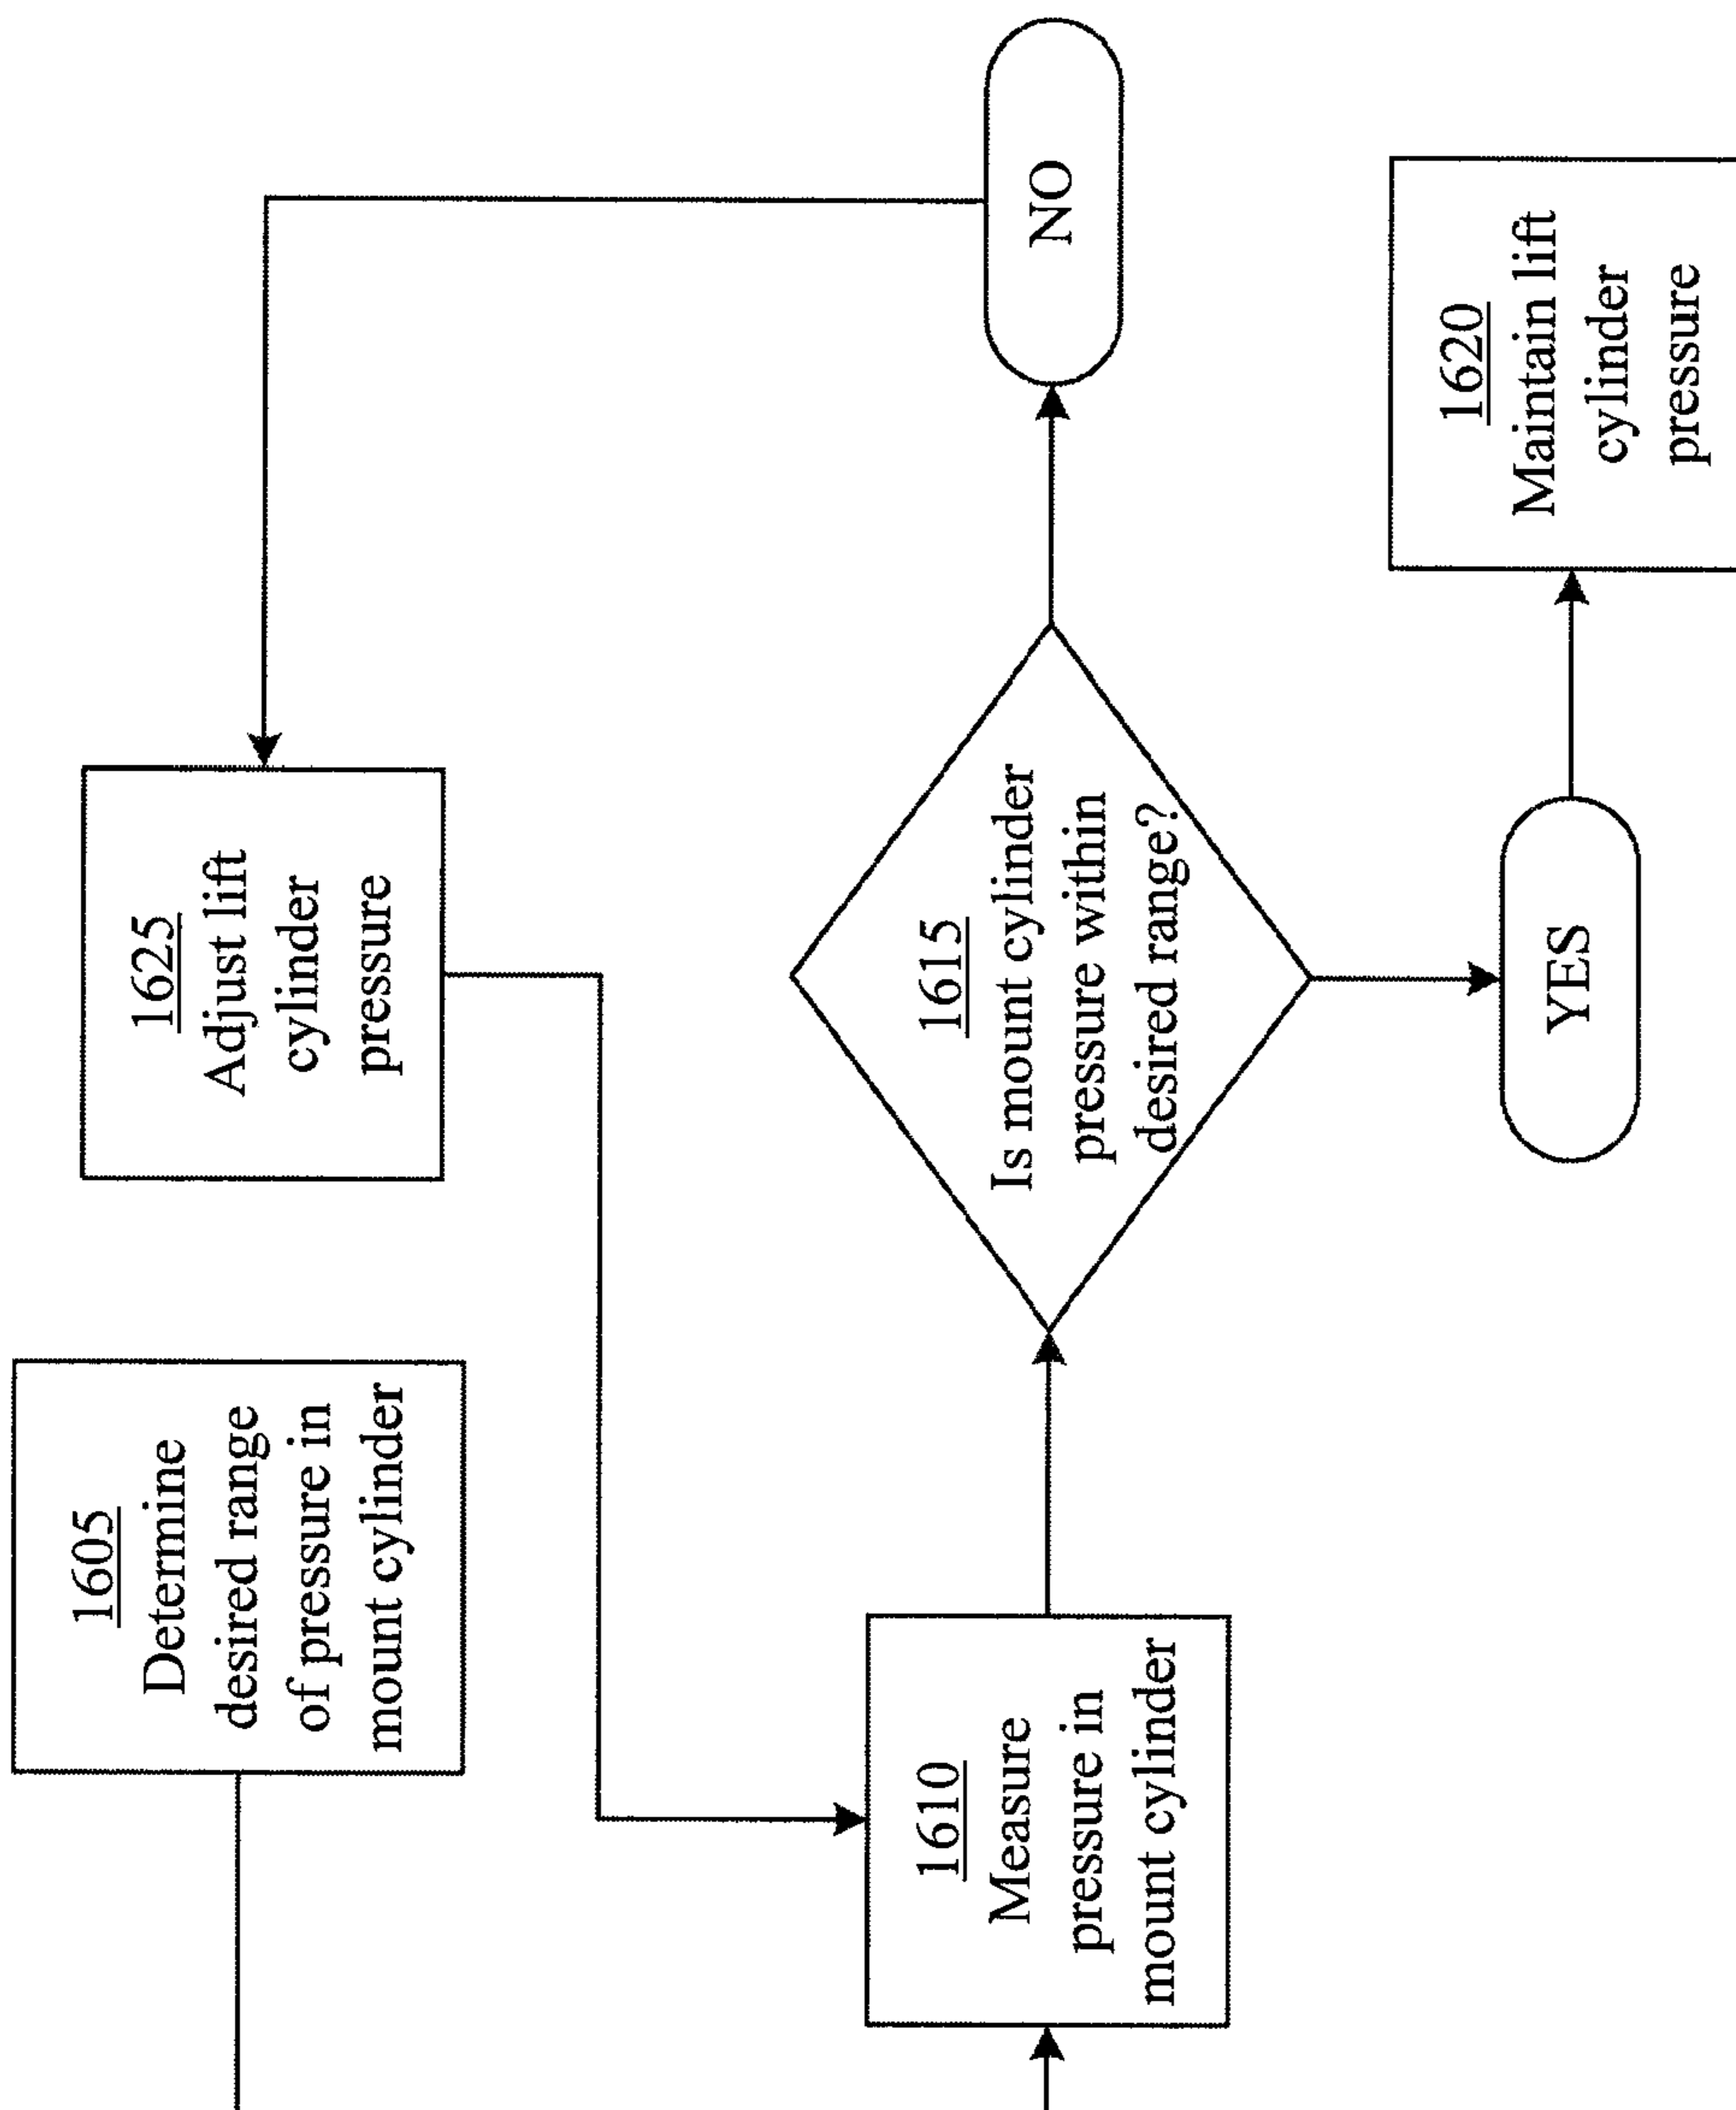 1605
Determine
desired range
of pressure in
mount cylinder
1625
Adjust lift
cylinder
pressure
1610
Measure
pressure in
mount cylinder
1615
Is mount cylinder
pressure within
desired range?
NO
YES
1620
Maintain lift
cylinder
pressure